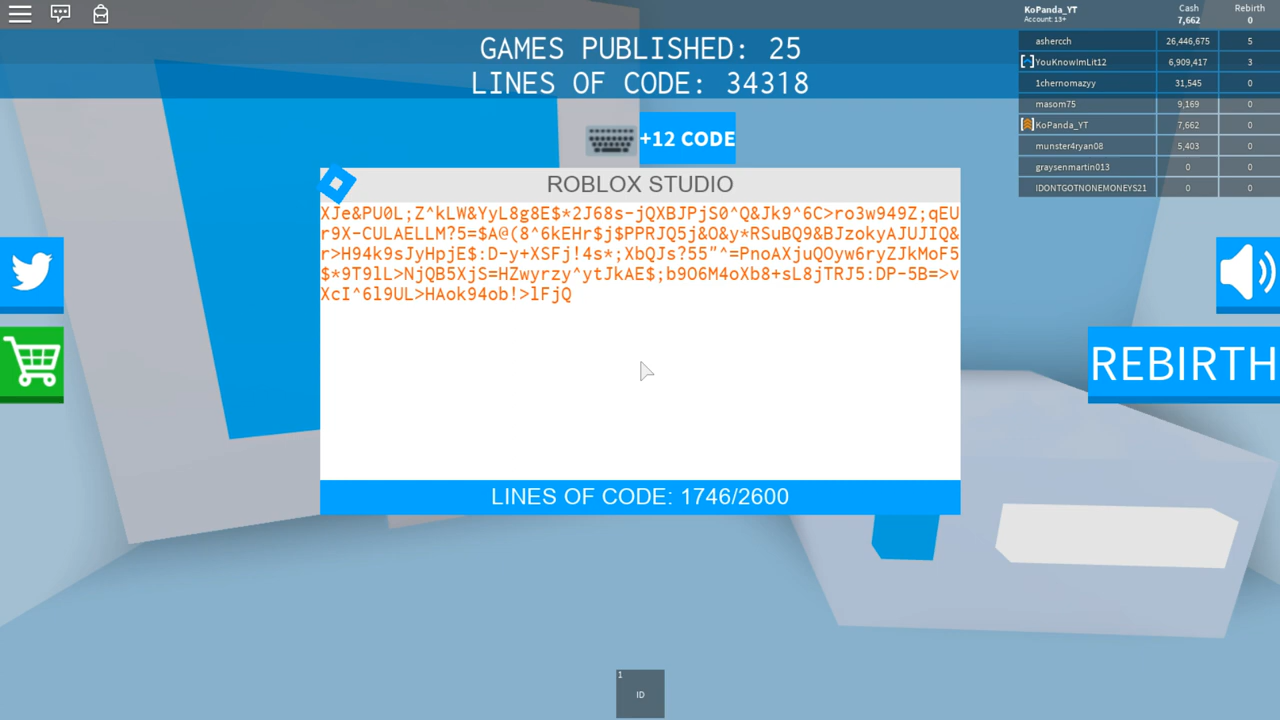 KoPanda_YT
Account: 13+
Cash
7,662
Rebirth
0
ashercch 26,446,675 5
YouKnowImLit12 6,909,417 3
1chernomazyy 31,545 0
masom75 9,169 0
KoPanda_YT 7,662 0
munster4ryan08 5,403 0
graysenmartin013 0 0
IDONTGOTNONEMONEYS21 0 0
GAMES PUBLISHED: 25
LINES OF CODE: 34318
+12 CODE
ROBLOX STUDIO
XJe&PU0L;Z^kLW&YyL8g8E$*2J68s-jQXBJPjS0^Q&Jk9^6C>ro3w949Z;qEU
r9X-CULAELLM?5=$A@(8^6kEHr$j$PPRJQ5j&O&y*RSuBQ9&BJzokyAJUJIQ&
r>H94k9sJyHpjE$:D-y+XSFj!4s*;XbQJs?55"^=PnoAXjuQOyw6ryZJkMoF5
$*9T9lL>NjQB5XjS=HZwyrzy^ytJkAE$;b9O6M4oXb8+sL8jTRJ5:DP-5B=>v
XcI^6l9UL>HAok94ob!>lFjQ
LINES OF CODE: 1746/2600
REBIRTH
1
ID